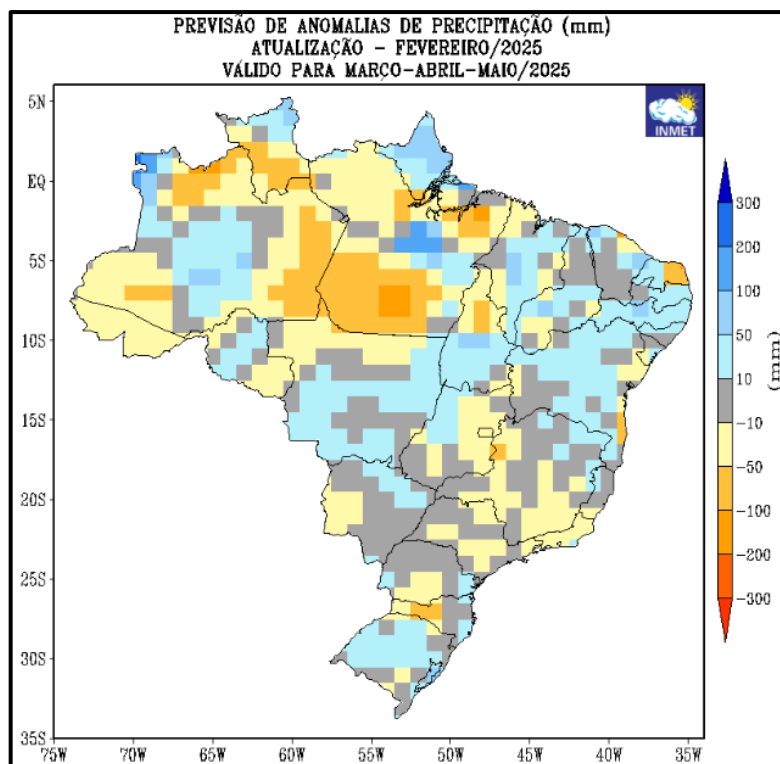 PREVISÃO DE ANOMALIAS DE PRECIPITAÇÃO (mm)
ATUALIZAÇÃO - FEVEREIRO/2025
VÁLIDO PARA MARÇO-ABRIL-MAIO/2025
INMET
5N
EQ
5S
10S
15S
20S
25S
30S
35S
75W 70W 65W 60W 55W 50W 45W 40W 35W
300
200
100
50
10
-10
-50
-100
-200
-300
(mm)